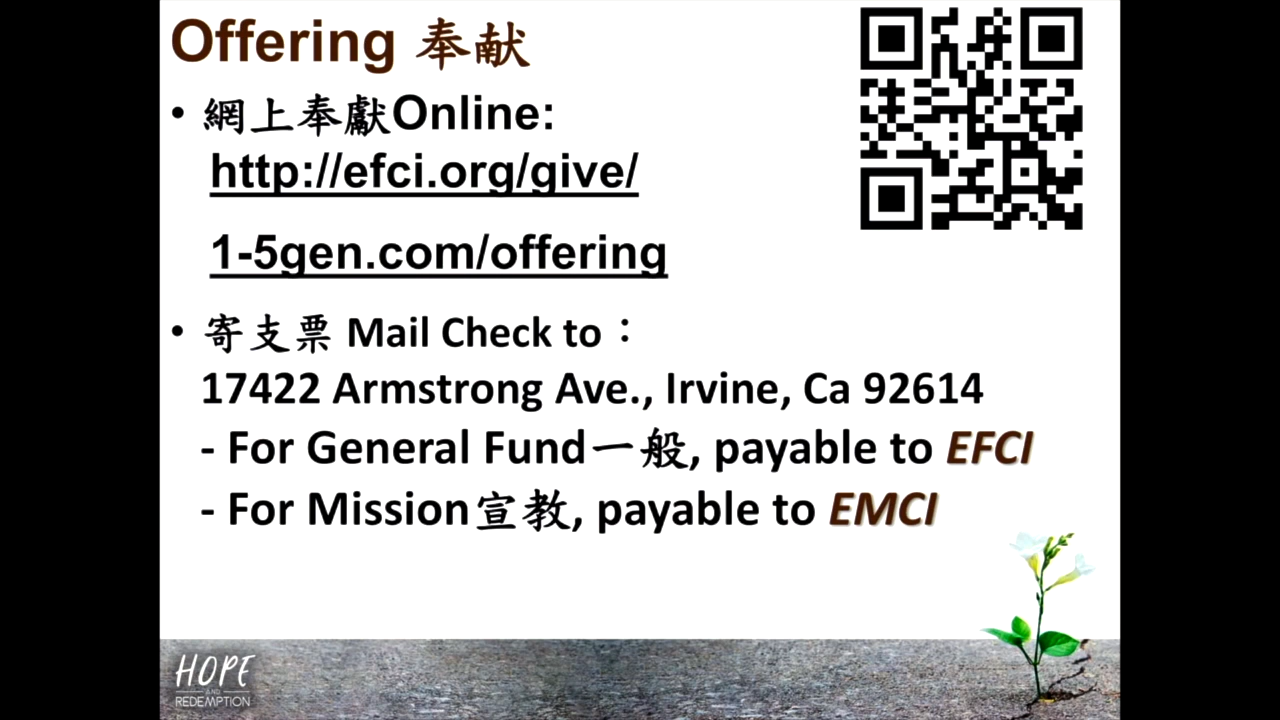 Offering 奉献
• 網上奉獻Online:
http://efci.org/give/
1-5gen.com/offering
• 寄支票 Mail Check to：
17422 Armstrong Ave., Irvine, Ca 92614
- For General Fund一般, payable to EFCI
- For Mission宣教, payable to EMCI
HOPE
AND
REDEMPTION